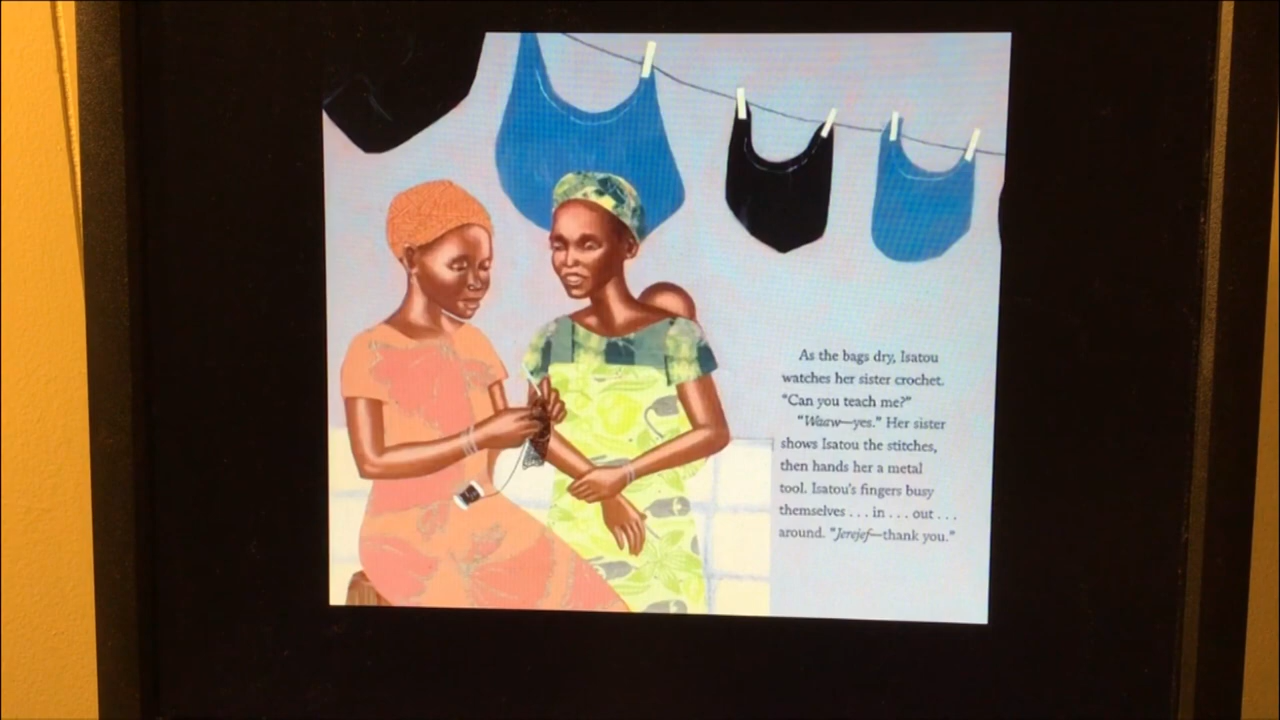 As the bags dry, Isatou
watches her sister crochet.
"Can you teach me?"
"Waaw—yes." Her sister
shows Isatou the stitches,
then hands her a metal
tool. Isatou's fingers busy
themselves . . . in . . . out . . .
around. "Jerejef—thank you."